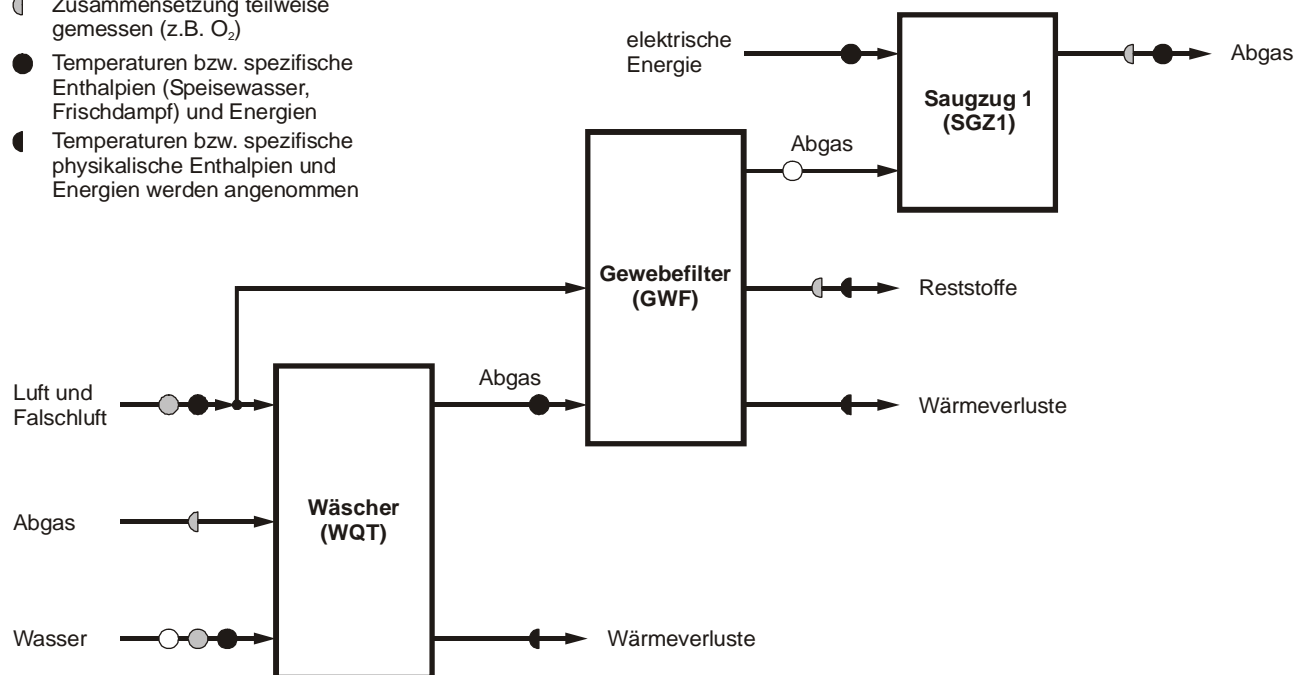 Zusammensetzung teilweise
gemessen (z.B. O₂)
Temperaturen bzw. spezifische
Enthalpien (Speisewasser,
Frischdampf) und Energien
Temperaturen bzw. spezifische
physikalische Enthalpien und
Energien werden angenommen
elektrische
Energie
Saugzug 1
(SGZ1)
Abgas
Abgas
Gewebefilter
(GWF)
Reststoffe
Luft und
Falschluft
Abgas
Wärmeverluste
Abgas
Wäscher
(WQT)
Wasser
Wärmeverluste